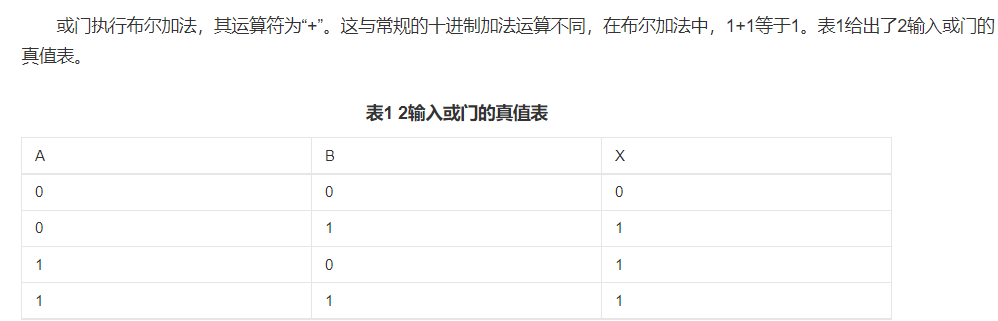 或门执行布尔加法，其运算符为“+”。这与常规的十进制加法运算不同，在布尔加法中，1+1等于1。表1给出了2输入或门的
真值表。
表1 2输入或门的真值表
A B X
0 0 0
0 1 1
1 0 1
1 1 1